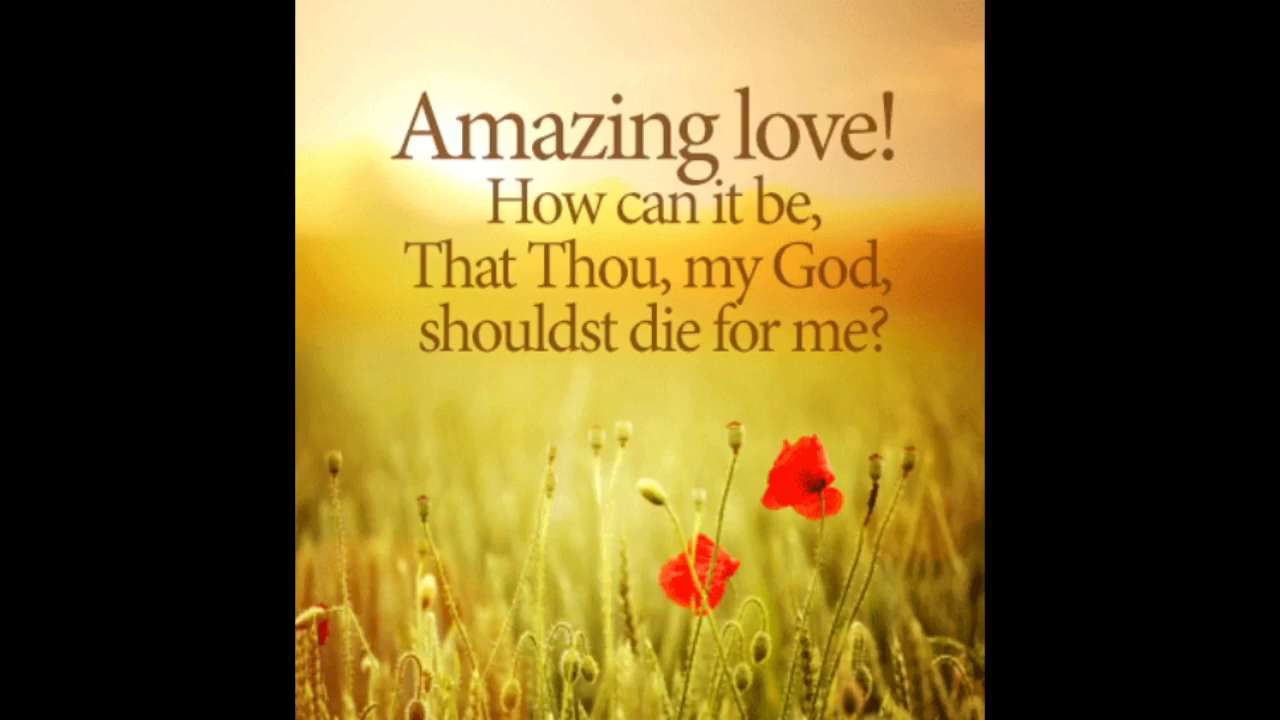 Amazing love!
How can it be,
That Thou, my God,
shouldst die for me?